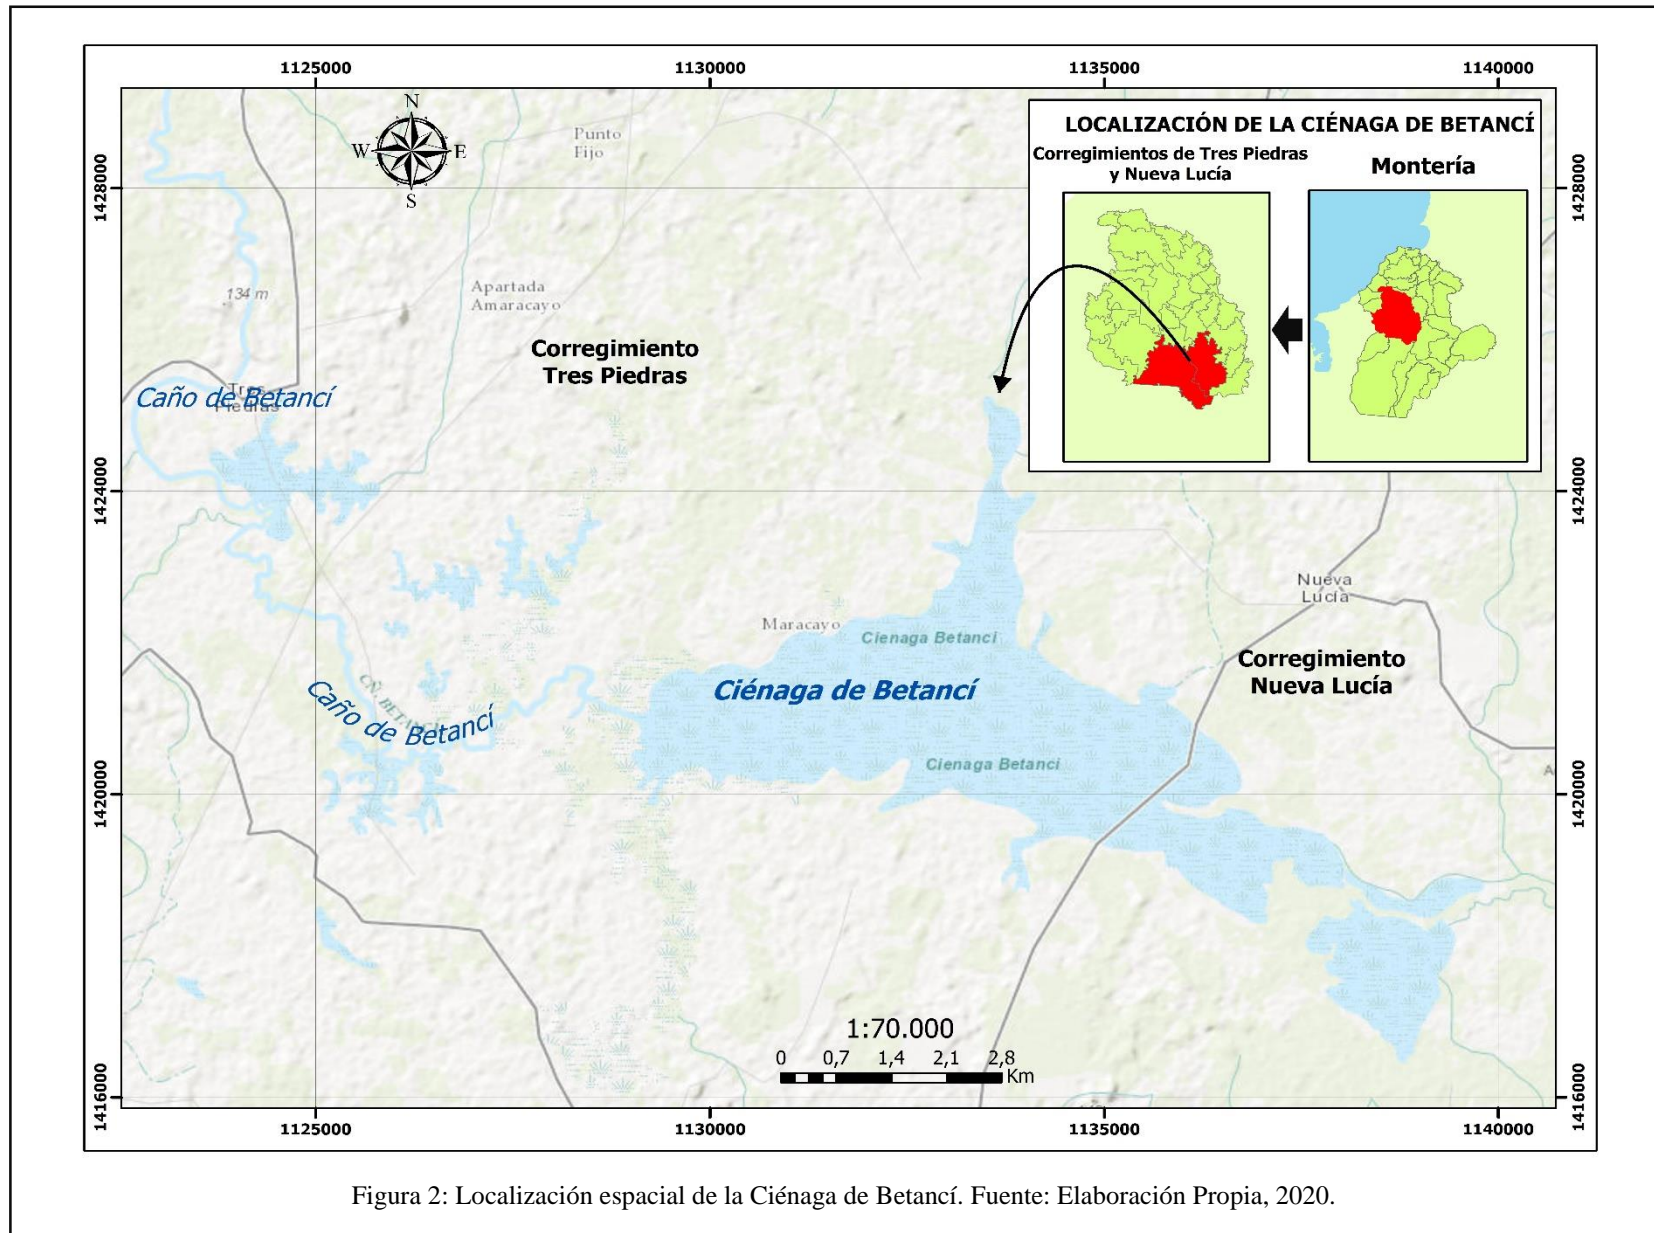 1125000
1130000
1135000
1140000
N
W
E
S
Punto
Fijo
LOCALIZACIÓN DE LA CIÉNAGA DE BETANCÍ
Corregimientos de Tres Piedras
y Nueva Lucía
Montería
1428000
1428000
134 m
Apartada
Amaracayo
Corregimiento
Tres Piedras
Tres
Piedras
Caño de Betancí
1424000
1424000
Nueva
Lucía
Maracayo
Cienaga Betanci
Corregimiento
Nueva Lucía
Ciénaga de Betancí
CÑ. BETANCÍ
Caño de Betancí
Cienaga Betanci
1420000
1420000
1:70.000
0 0,7 1,4 2,1 2,8
Km
1416000
1416000
1125000
1130000
1135000
1140000
Figura 2: Localización espacial de la Ciénaga de Betancí. Fuente: Elaboración Propia, 2020.